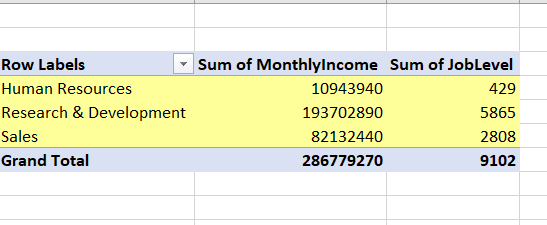 Row Labels Sum of MonthlyIncome Sum of JobLevel
Human Resources 10943940 429
Research & Development 193702890 5865
Sales 82132440 2808
Grand Total 286779270 9102